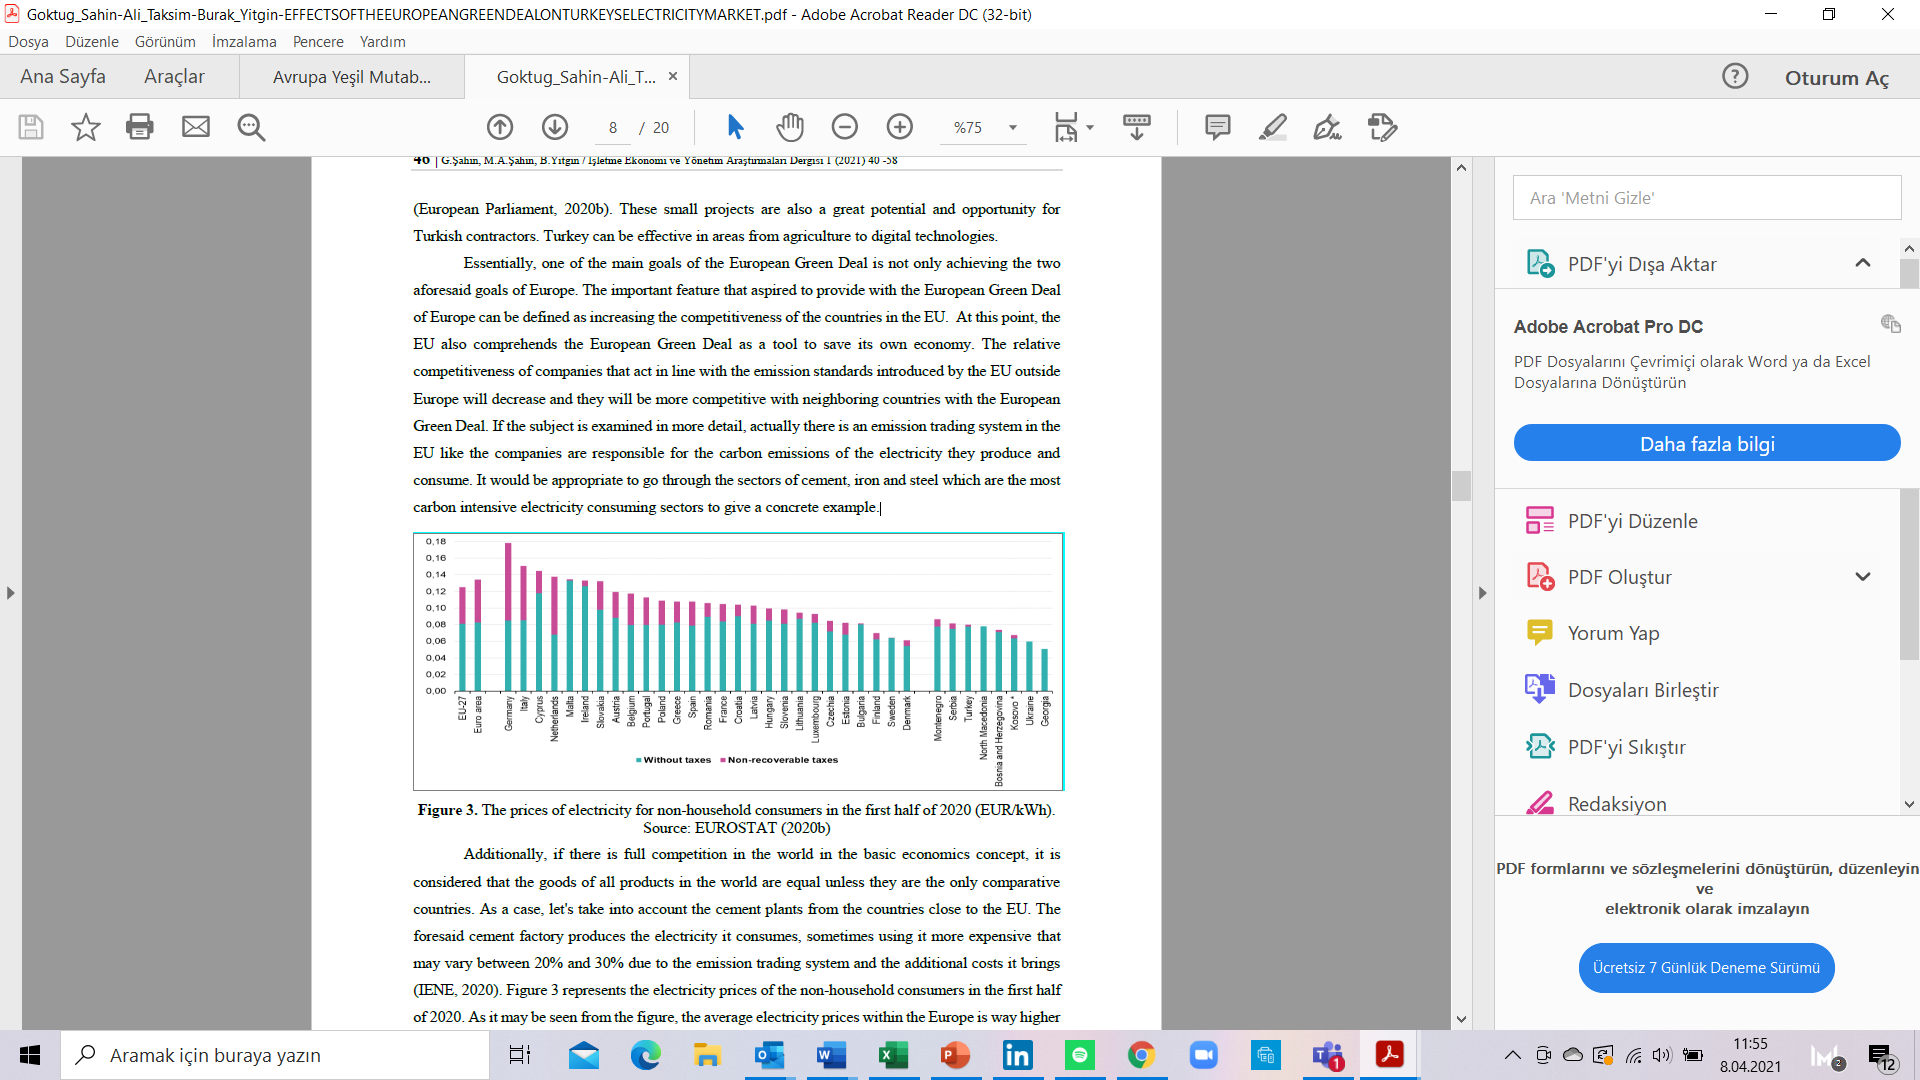 Goktug_Sahin-Ali_Taksim-Burak_Yitgin-EFFECTSOFTHEEUROPEANGREENDEALONTURKEYSELECTRICITYMARKET.pdf - Adobe Acrobat Reader DC (32-bit)
Dosya Düzenle Görünüm İmzalama Pencere Yardım
Ana Sayfa Araçlar Avrupa Yeşil Mutab... Goktug_Sahin-Ali_T... × Oturum Aç
8 / 20 %75
46 | G.Şahin, M.A.Şahin, B.Yitgin / İşletme Ekonomi ve Yönetim Araştırmaları Dergisi 1 (2021) 40 -58
(European Parliament, 2020b). These small projects are also a great potential and opportunity for
Turkish contractors. Turkey can be effective in areas from agriculture to digital technologies.
Essentially, one of the main goals of the European Green Deal is not only achieving the two
aforesaid goals of Europe. The important feature that aspired to provide with the European Green Deal
of Europe can be defined as increasing the competitiveness of the countries in the EU. At this point, the
EU also comprehends the European Green Deal as a tool to save its own economy. The relative
competitiveness of companies that act in line with the emission standards introduced by the EU outside
Europe will decrease and they will be more competitive with neighboring countries with the European
Green Deal. If the subject is examined in more detail, actually there is an emission trading system in the
EU like the companies are responsible for the carbon emissions of the electricity they produce and
consume. It would be appropriate to go through the sectors of cement, iron and steel which are the most
carbon intensive electricity consuming sectors to give a concrete example.
0,18
0,16
0,14
0,12
0,10
0,08
0,06
0,04
0,02
0,00
EU-27
Euro area
Germany
Italy
Cyprus
Netherlands
Malta
Ireland
Slovakia
Austria
Belgium
Portugal
Poland
Greece
Spain
Romania
France
Croatia
Latvia
Hungary
Slovenia
Lithuania
Luxembourg
Czechia
Estonia
Bulgaria
Finland
Sweden
Denmark
Montenegro
Serbia
Turkey
North Macedonia
Bosnia and Herzegovina
Kosovo *
Ukraine
Georgia
Without taxes Non-recoverable taxes
Figure 3. The prices of electricity for non-household consumers in the first half of 2020 (EUR/kWh).
Source: EUROSTAT (2020b)
Additionally, if there is full competition in the world in the basic economics concept, it is
considered that the goods of all products in the world are equal unless they are the only comparative
countries. As a case, let's take into account the cement plants from the countries close to the EU. The
foresaid cement factory produces the electricity it consumes, sometimes using it more expensive that
may vary between 20% and 30% due to the emission trading system and the additional costs it brings
(IENE, 2020). Figure 3 represents the electricity prices of the non-household consumers in the first half
of 2020. As it may be seen from the figure, the average electricity prices within the Europe is way higher
Ara 'Metni Gizle'
PDF'yi Dışa Aktar
Adobe Acrobat Pro DC
PDF Dosyalarını Çevrimiçi olarak Word ya da Excel
Dosyalarına Dönüştürün
Daha fazla bilgi
PDF'yi Düzenle
PDF Oluştur
Yorum Yap
Dosyaları Birleştir
PDF'yi Sıkıştır
Redaksiyon
PDF formlarını ve sözleşmelerini dönüştürün, düzenleyin
ve
elektronik olarak imzalayın
Ücretsiz 7 Günlük Deneme Sürümü
Aramak için buraya yazın
11:55
8.04.2021
1
2
12